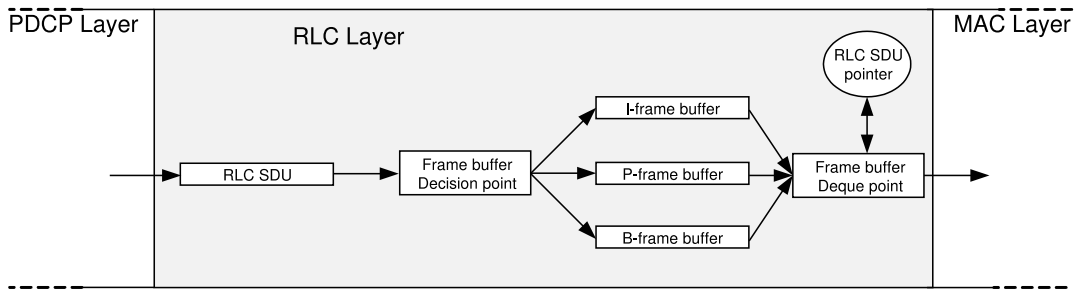 PDCP Layer
RLC Layer
MAC Layer
RLC SDU
pointer
I-frame buffer
RLC SDU
Frame buffer
Decision point
P-frame buffer
Frame buffer
Deque point
B-frame buffer